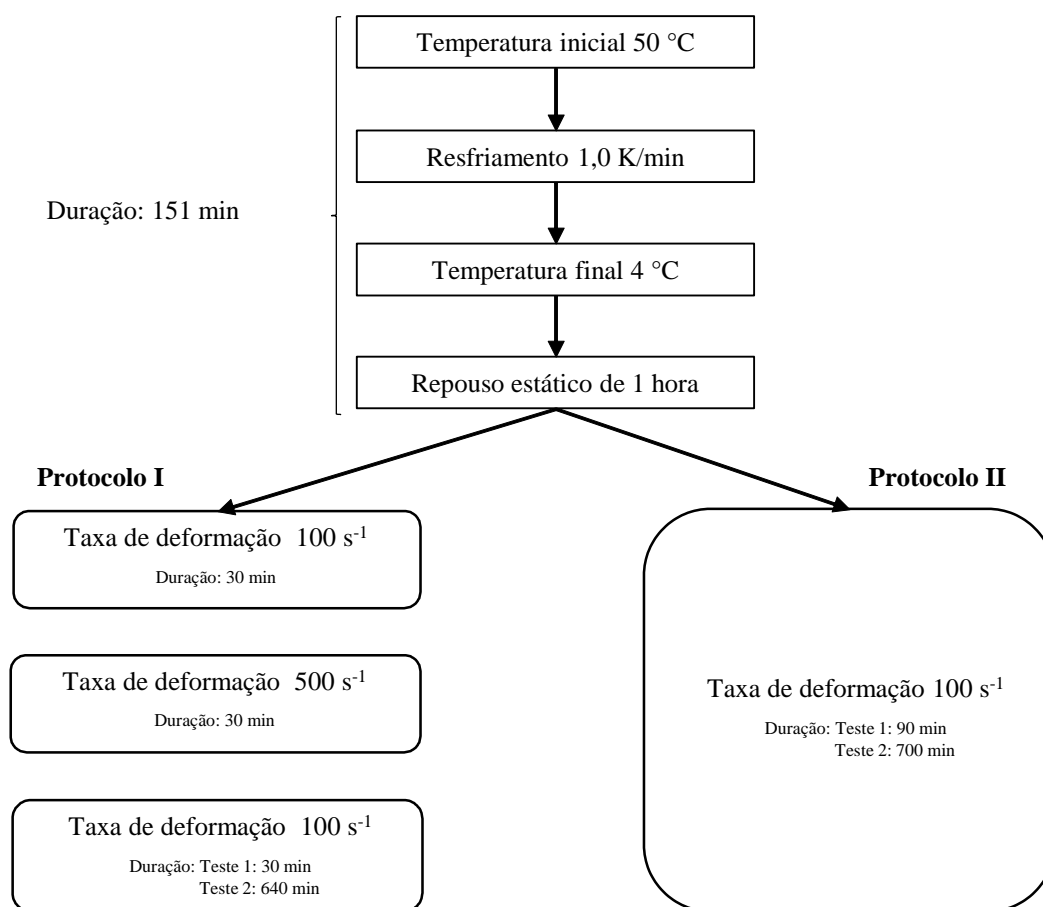 Temperatura inicial 50 °C
Resfriamento 1,0 K/min
Duração: 151 min
Temperatura final 4 °C
Repouso estático de 1 hora
Protocolo I
Taxa de deformação 100 s⁻¹
Duração: 30 min
Taxa de deformação 500 s⁻¹
Duração: 30 min
Taxa de deformação 100 s⁻¹
Duração: Teste 1: 30 min
Teste 2: 640 min
Protocolo II
Taxa de deformação 100 s⁻¹
Duração: Teste 1: 90 min
Teste 2: 700 min